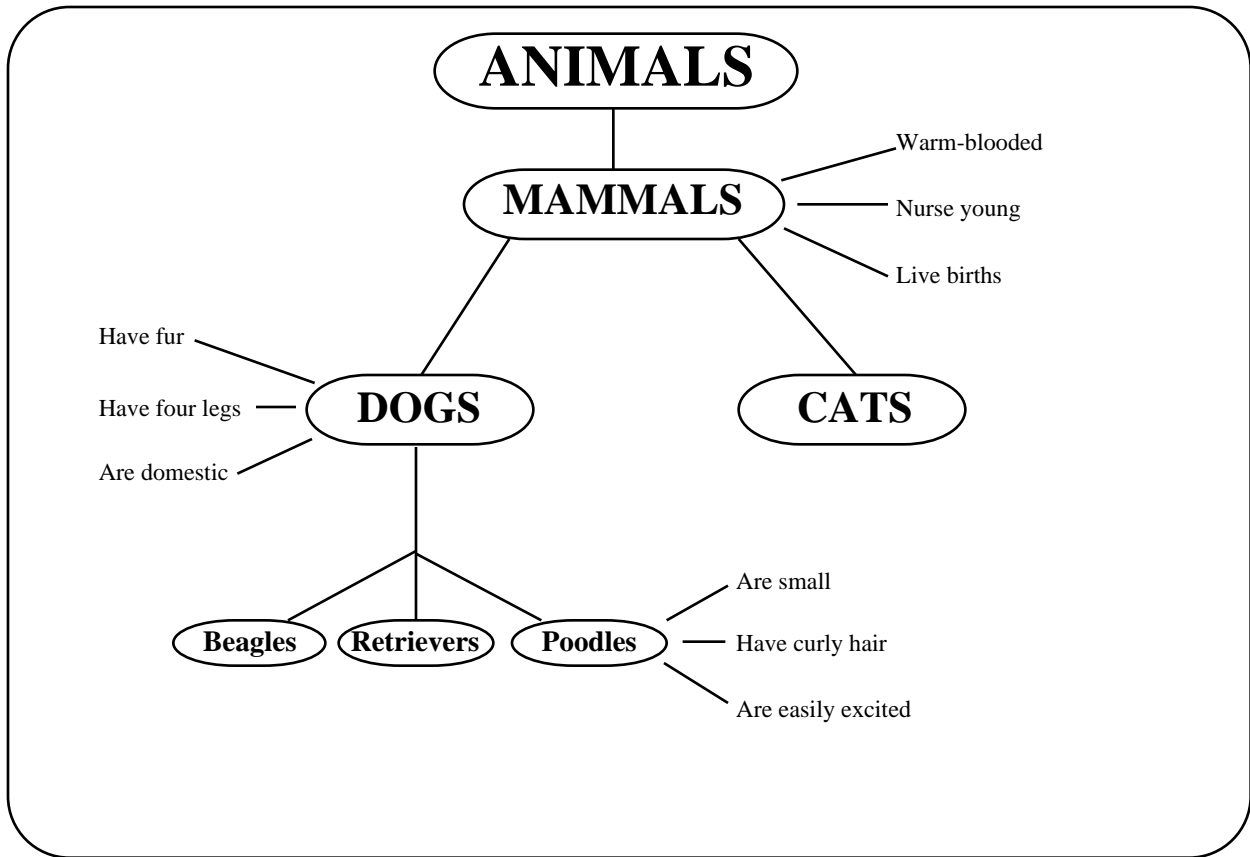 ANIMALS
Warm-blooded
MAMMALS
Nurse young
Live births
Have fur
Have four legs
DOGS
CATS
Are domestic
Are small
Beagles
Retrievers
Poodles
Have curly hair
Are easily excited